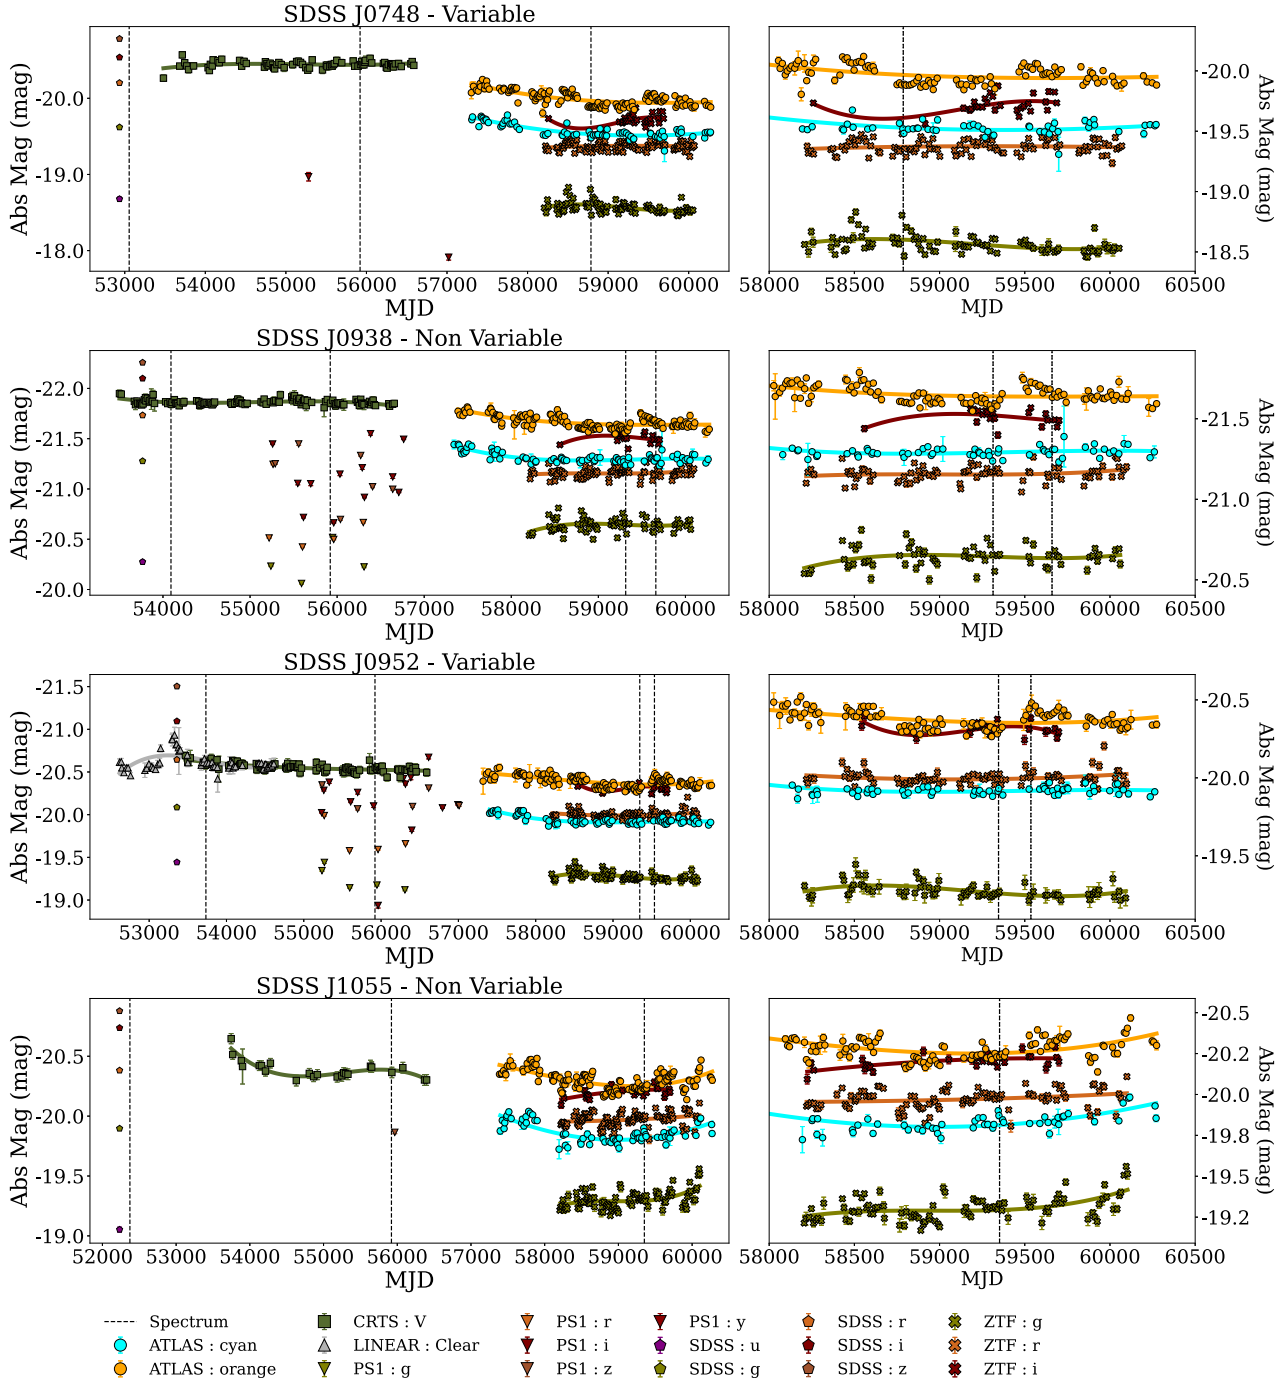 SDSS J0748 - Variable
Abs Mag (mag)
-20.0
-19.0
-18.0
53000 54000 55000 56000 57000 58000 59000 60000
MJD
-20.0
-19.5
-19.0
-18.5
Abs Mag (mag)
58000 58500 59000 59500 60000 60500
MJD
SDSS J0938 - Non Variable
Abs Mag (mag)
-22.0
-21.5
-21.0
-20.5
-20.0
54000 55000 56000 57000 58000 59000 60000
MJD
-21.5
-21.0
-20.5
Abs Mag (mag)
58000 58500 59000 59500 60000 60500
MJD
SDSS J0952 - Variable
Abs Mag (mag)
-21.5
-21.0
-20.5
-20.0
-19.5
-19.0
53000 54000 55000 56000 57000 58000 59000 60000
MJD
-20.5
-20.0
-19.5
Abs Mag (mag)
58000 58500 59000 59500 60000 60500
MJD
SDSS J1055 - Non Variable
Abs Mag (mag)
-20.5
-20.0
-19.5
-19.0
52000 53000 54000 55000 56000 57000 58000 59000 60000
MJD
-20.5
-20.2
-20.0
-19.8
-19.5
-19.2
Abs Mag (mag)
58000 58500 59000 59500 60000 60500
MJD
Spectrum
ATLAS : cyan
ATLAS : orange
CRTS : V
LINEAR : Clear
PS1 : g
PS1 : r
PS1 : i
PS1 : z
PS1 : y
SDSS : u
SDSS : g
SDSS : r
SDSS : i
SDSS : z
ZTF : g
ZTF : r
ZTF : i